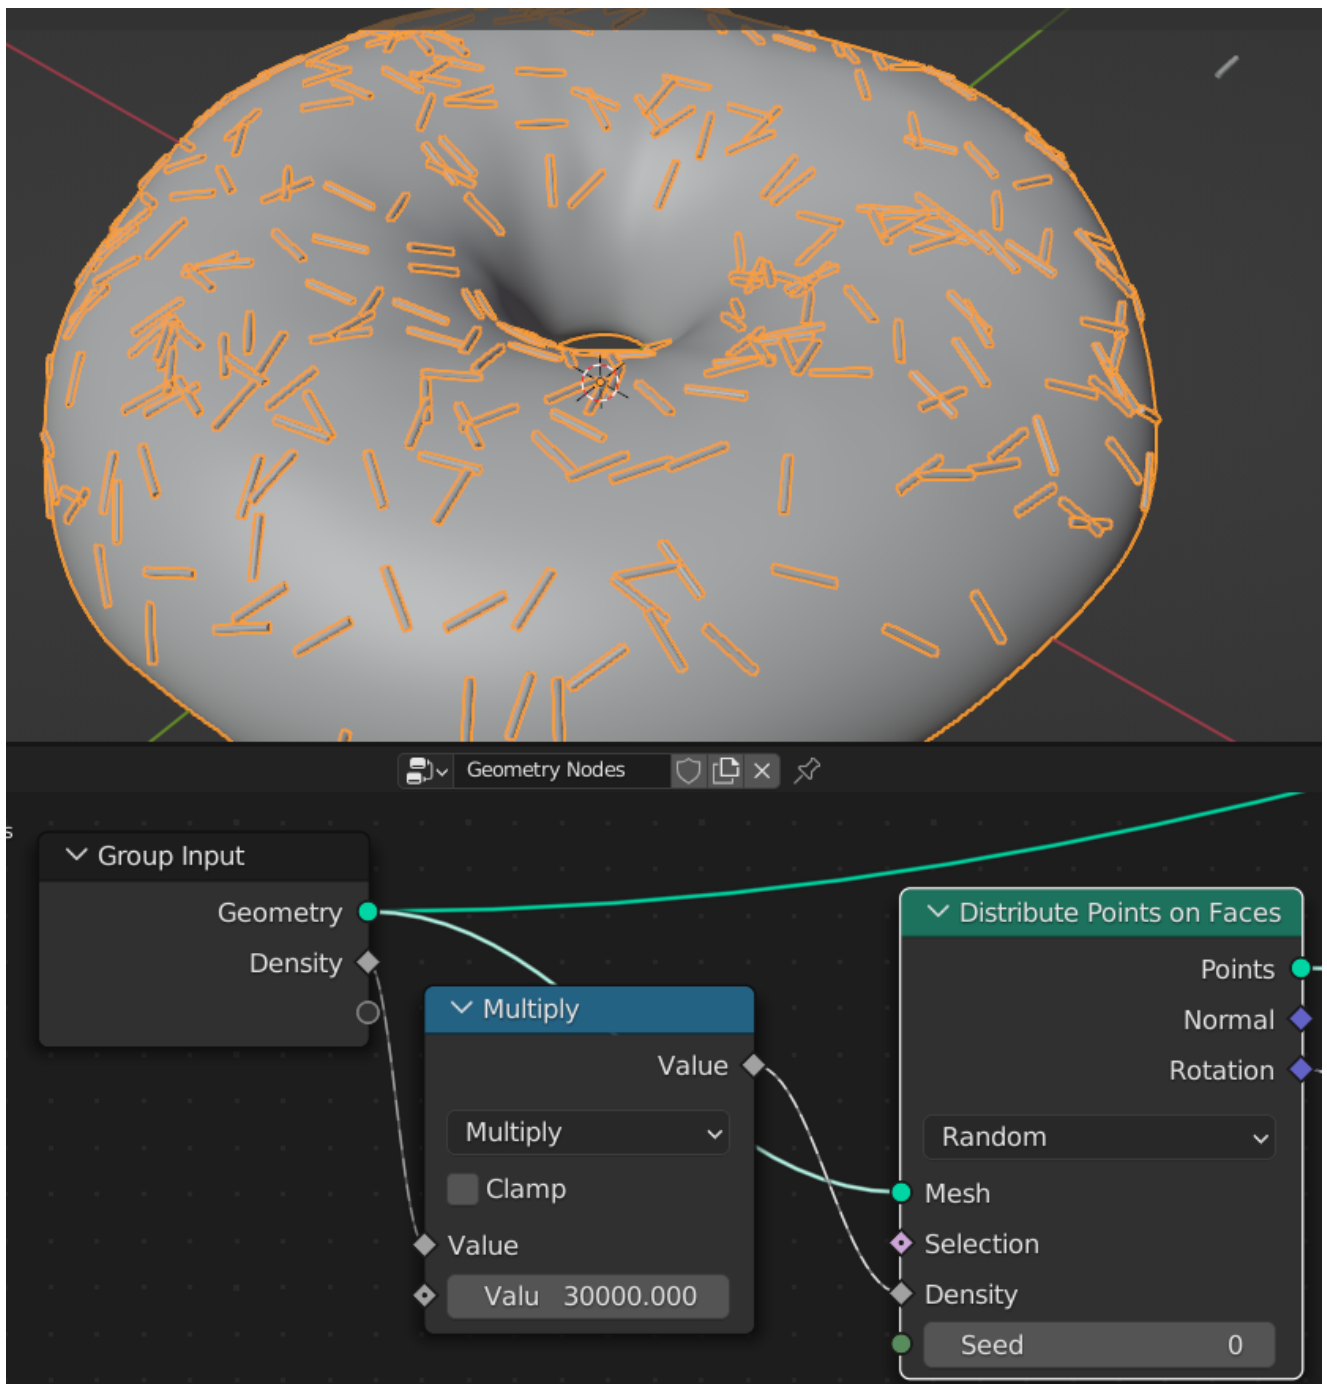 Geometry Nodes
s
Group Input
Geometry
Density
Multiply
Value
Multiply
Clamp
Value
Valu 30000.000
Distribute Points on Faces
Points
Normal
Rotation
Random
Mesh
Selection
Density
Seed 0